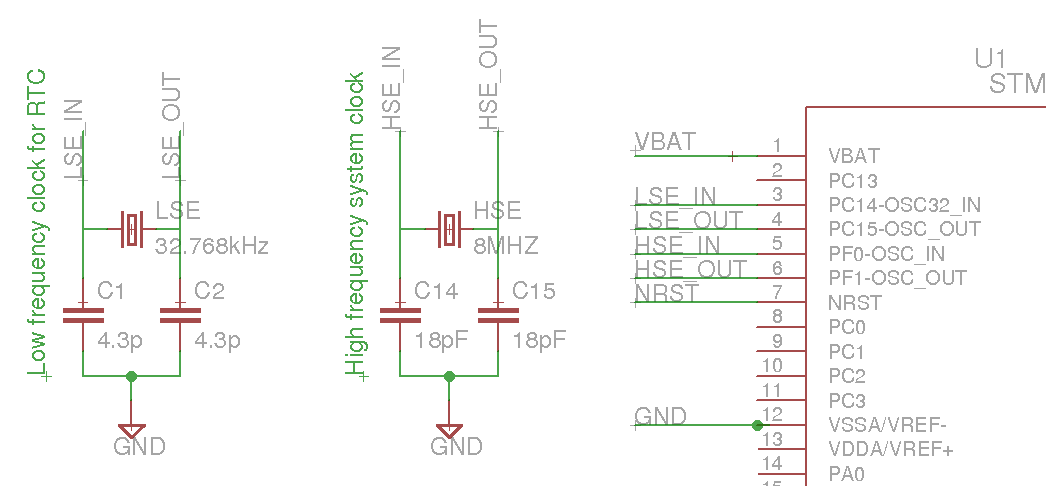 Low frequency clock for RTC
LSE_IN
LSE_OUT
LSE
32.768kHz
C1
C2
4.3p
4.3p
GND
High frequency system clock
HSE_IN
HSE_OUT
HSE
8MHZ
C14
C15
18pF
18pF
GND
U1
STM
VBAT
1
VBAT
2
PC13
LSE_IN
3
PC14-OSC32_IN
LSE_OUT
4
PC15-OSC_OUT
HSE_IN
5
PF0-OSC_IN
HSE_OUT
6
PF1-OSC_OUT
NRST
7
NRST
8
PC0
9
PC1
10
PC2
11
PC3
GND
12
VSSA/VREF-
13
VDDA/VREF+
14
PA0